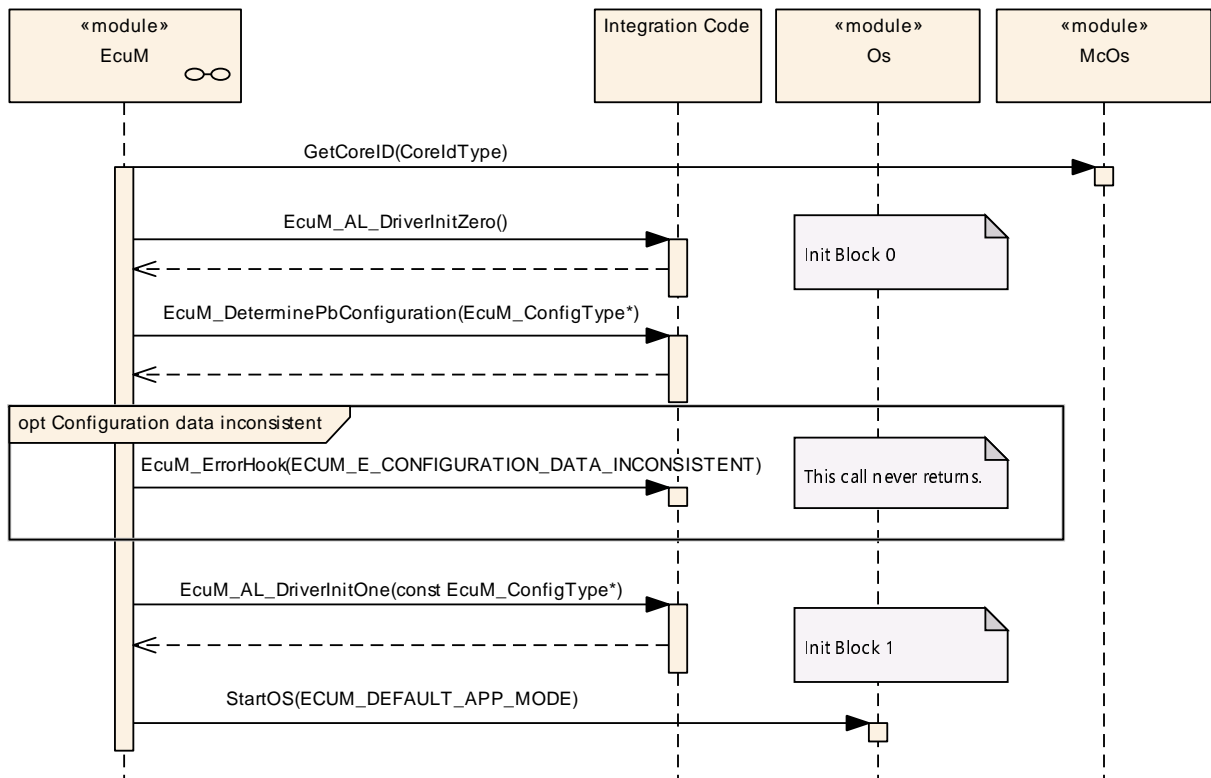 «module»
EcuM
Integration Code
«module»
Os
«module»
McOs
GetCoreID(CoreIdType)
EcuM_AL_DriverInitZero()
Init Block 0
EcuM_DeterminePbConfiguration(EcuM_ConfigType*)
opt Configuration data inconsistent
EcuM_ErrorHook(ECUM_E_CONFIGURATION_DATA_INCONSISTENT)
This call never returns.
EcuM_AL_DriverInitOne(const EcuM_ConfigType*)
Init Block 1
StartOS(ECUM_DEFAULT_APP_MODE)